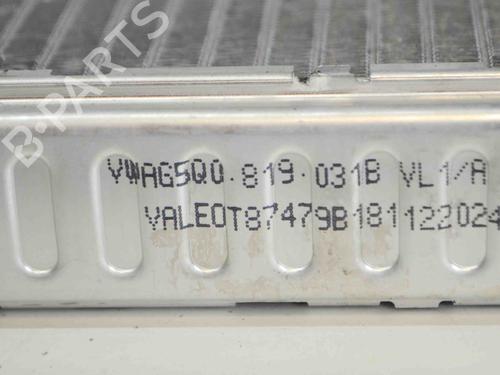 B-PARTS
VWAG5Q0.819.031B VL1/A
VALEOT87479B181122024